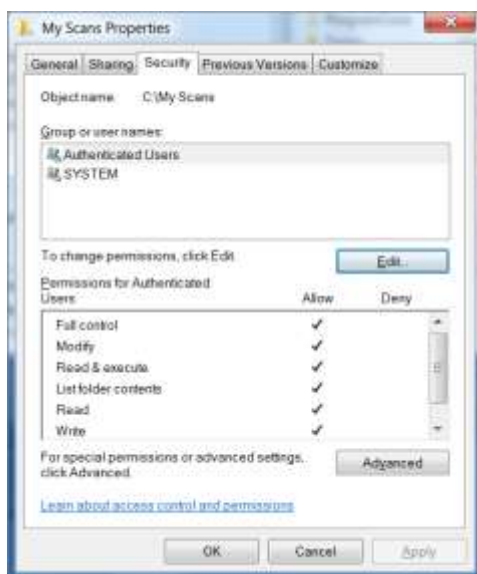 My Scans Properties
General Sharing Security Previous Versions Customize
Object name: C:\My Scans
Group or user names:
Authenticated Users
SYSTEM
To change permissions, click Edit.
Edit...
Permissions for Authenticated
Users Allow Deny
Full control
Modify
Read & execute
List folder contents
Read
Write
For special permissions or advanced settings,
click Advanced.
Advanced
Learn about access control and permissions
OK Cancel Apply